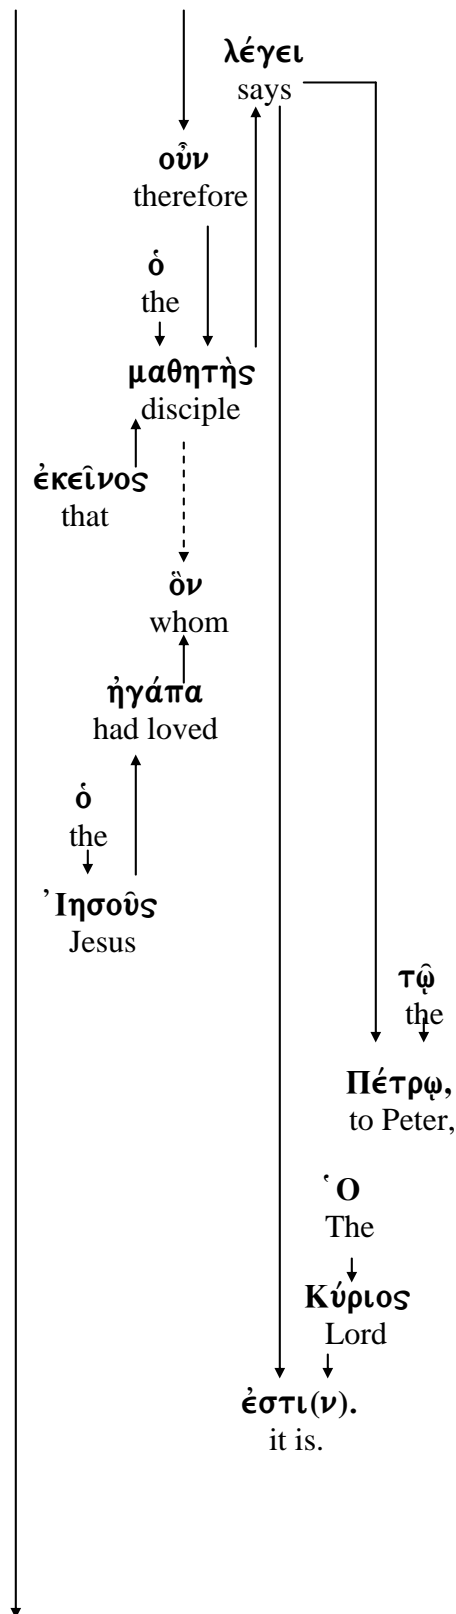 λέγει
says
οὖν
therefore
ὁ
the
μαθητὴς
disciple
ἐκεῖνος
that
ὃν
whom
ἠγάπα
had loved
ὁ
the
Ἰησοῦς
Jesus
τῷ
the
Πέτρῳ,
to Peter,
Ὁ
The
Κύριος
Lord
ἐστι(ν).
it is.